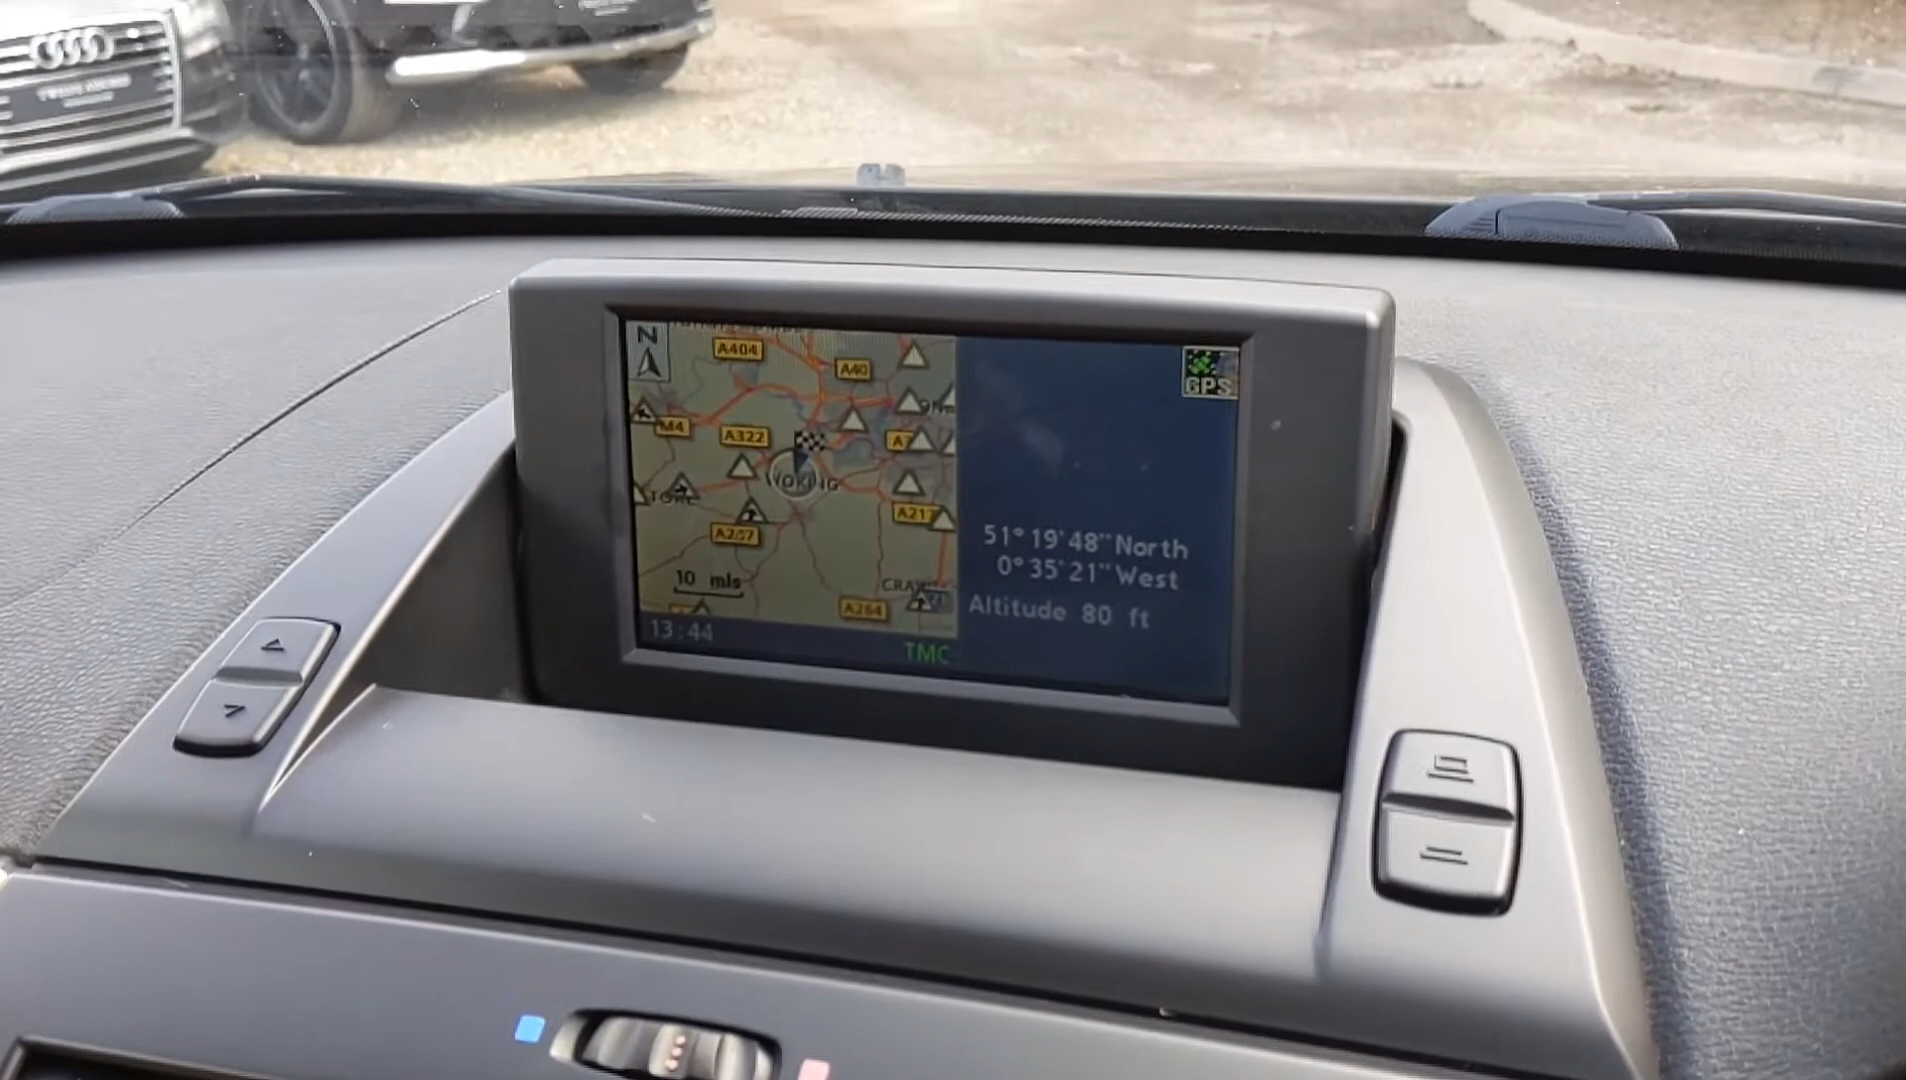 N
A404
A40
GPS
M4
A322
WOKING
A217
A287
51° 19' 48" North
0° 35' 21" West
10 mls
Altitude 80 ft
A264
13:44
TMC